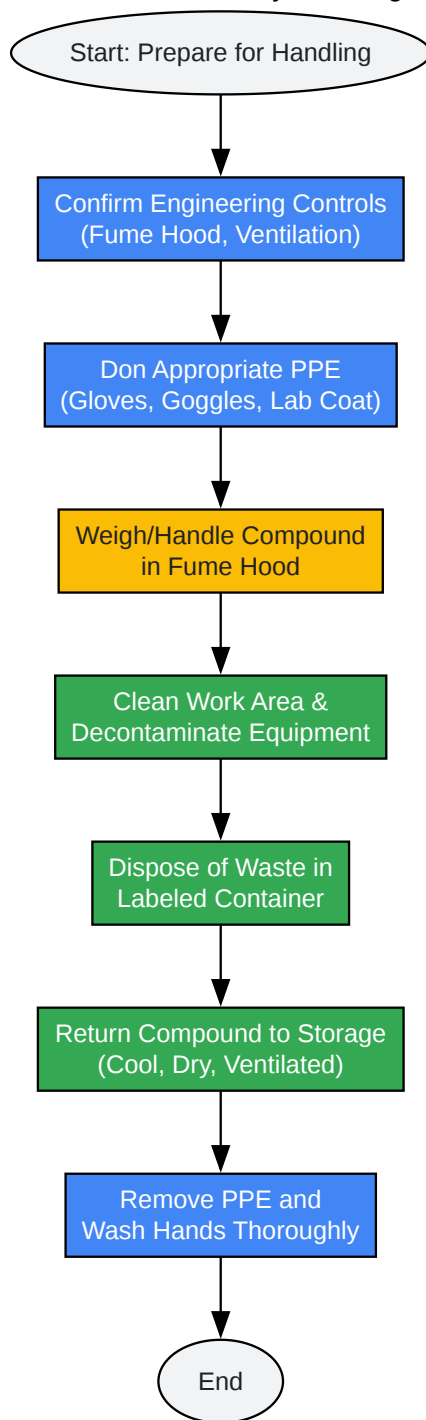 Start: Prepare for Handling
Confirm Engineering Controls
(Fume Hood, Ventilation)
Don Appropriate PPE
(Gloves, Goggles, Lab Coat)
Weigh/Handle Compound
in Fume Hood
Clean Work Area &
Decontaminate Equipment
Dispose of Waste in
Labeled Container
Return Compound to Storage
(Cool, Dry, Ventilated)
Remove PPE and
Wash Hands Thoroughly
End